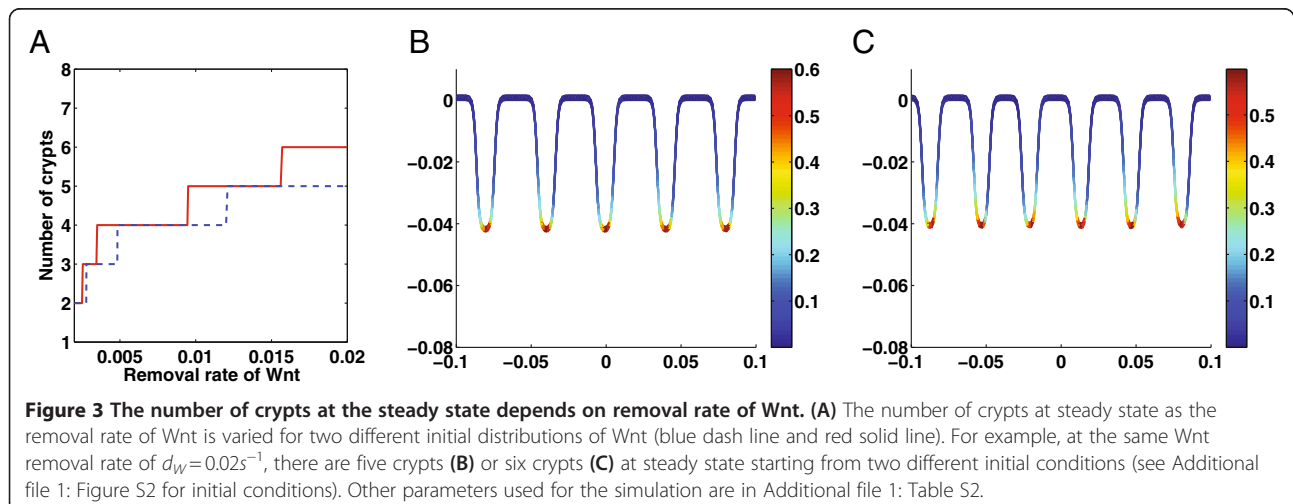 A
B
C
8
7
6
5
4
3
2
1
Number of crypts
0.005 0.01 0.015 0.02
Removal rate of Wnt
0
−0.02
−0.04
−0.06
−0.08
−0.1 −0.05 0 0.05 0.1
0.6
0.5
0.4
0.3
0.2
0.1
0
−0.02
−0.04
−0.06
−0.08
−0.1 −0.05 0 0.05 0.1
0.5
0.4
0.3
0.2
0.1
Figure 3 The number of crypts at the steady state depends on removal rate of Wnt. (A) The number of crypts at steady state as the
removal rate of Wnt is varied for two different initial distributions of Wnt (blue dash line and red solid line). For example, at the same Wnt
removal rate of d_W = 0.02s⁻¹, there are five crypts (B) or six crypts (C) at steady state starting from two different initial conditions (see Additional
file 1: Figure S2 for initial conditions). Other parameters used for the simulation are in Additional file 1: Table S2.